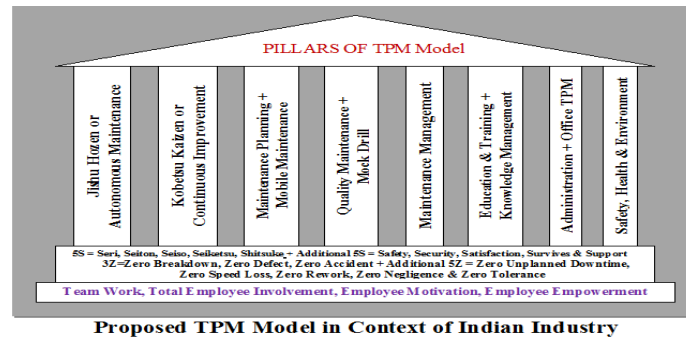 PILLARS OF TPM Model
Jishu Hozen or
Autonomous Maintenance
Kobetsu Kaizen or
Continuous Improvement
Maintenance Planning +
Mobile Maintenance
Quality Maintenance +
Mock Drill
Maintenance Management
Education & Training +
Knowledge Management
Administration + Office TPM
Safety, Health & Environment
5S = Seri, Seiton, Seiso, Seiketsu, Shitsuke + Additional 5S = Safety, Security, Satisfaction, Survives & Support
3Z=Zero Breakdown, Zero Defect, Zero Accident + Additional 5Z = Zero Unplanned Downtime,
Zero Speed Loss, Zero Rework, Zero Negligence & Zero Tolerance
Team Work, Total Employee Involvement, Employee Motivation, Employee Empowerment
Proposed TPM Model in Context of Indian Industry